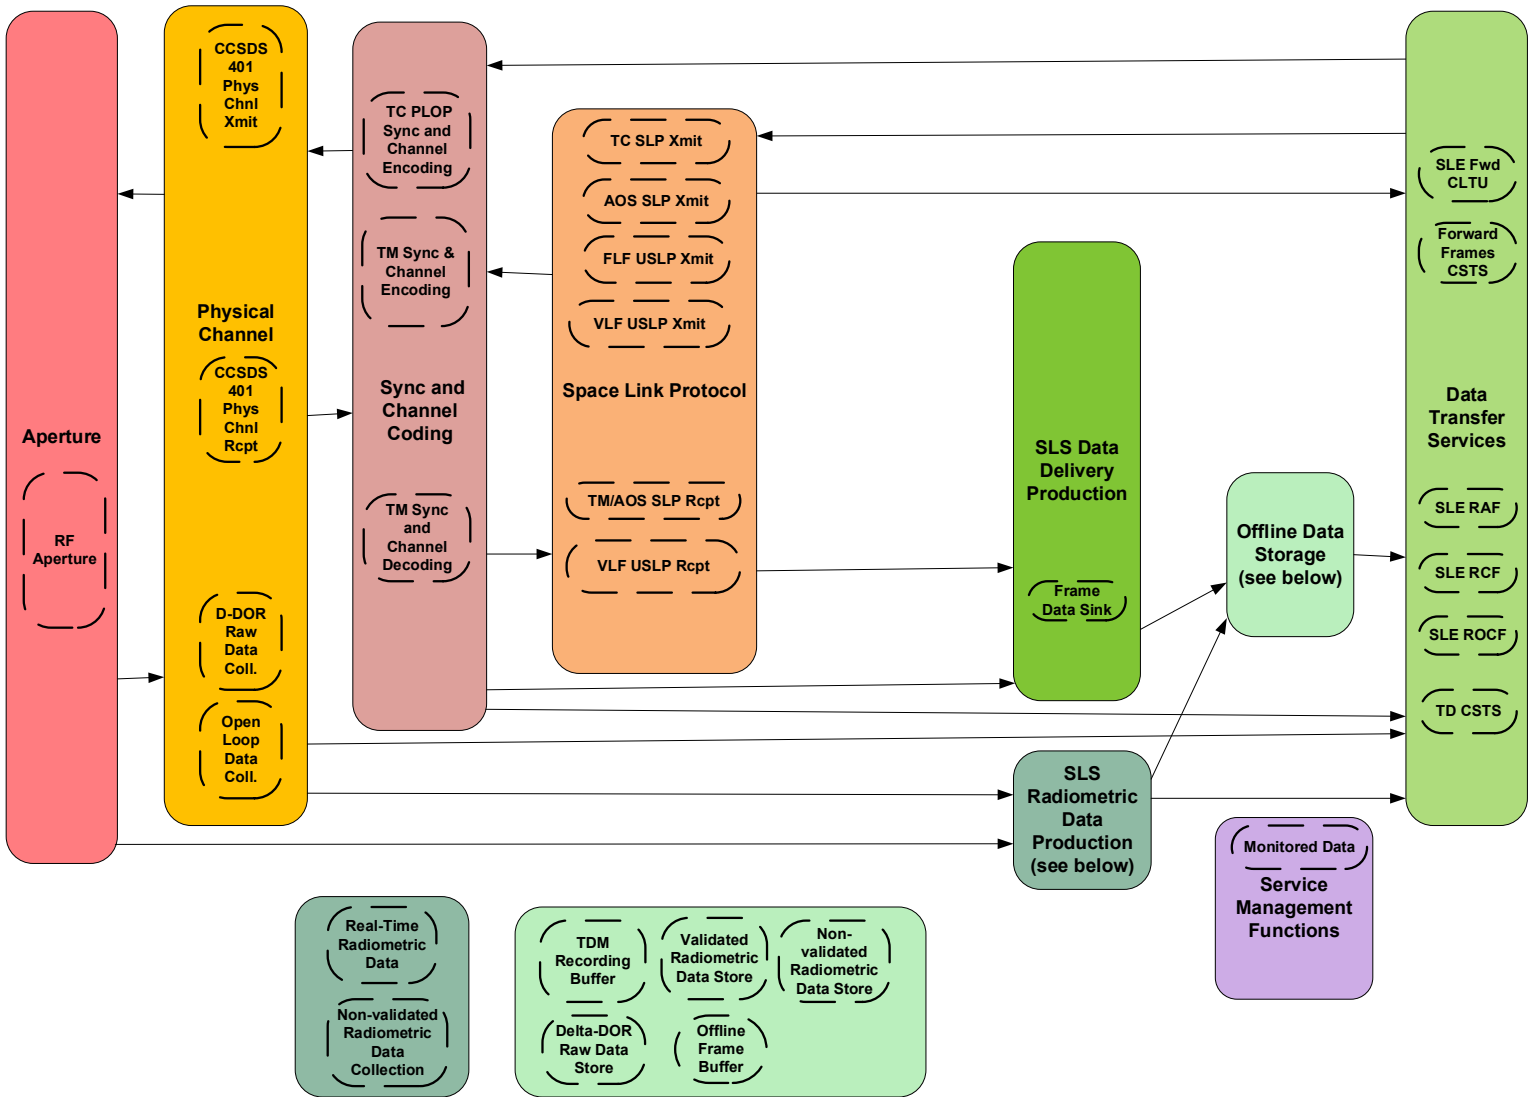 Aperture
RF
Aperture
CCSDS
401
Phys
Chnl
Xmit
Physical
Channel
CCSDS
401
Phys
Chnl
Rcpt
D-DOR
Raw
Data
Coll.
Open
Loop
Data
Coll.
TC PLOP
Sync and
Channel
Encoding
TM Sync &
Channel
Encoding
Sync and
Channel
Coding
TM Sync
and
Channel
Decoding
TC SLP Xmit
AOS SLP Xmit
FLF USLP Xmit
VLF USLP Xmit
Space Link Protocol
TM/AOS SLP Rcpt
VLF USLP Rcpt
SLS Data
Delivery
Production
Frame
Data Sink
SLS
Radiometric
Data
Production
(see below)
Offline Data
Storage
(see below)
SLE Fwd
CLTU
Forward
Frames
CSTS
Data
Transfer
Services
SLE RAF
SLE RCF
SLE ROCF
TD CSTS
Monitored Data
Service
Management
Functions
Real-Time
Radiometric
Data
Non-validated
Radiometric
Data
Collection
TDM
Recording
Buffer
Validated
Radiometric
Data Store
Non-
validated
Radiometric
Data Store
Delta-DOR
Raw Data
Store
Offline
Frame
Buffer